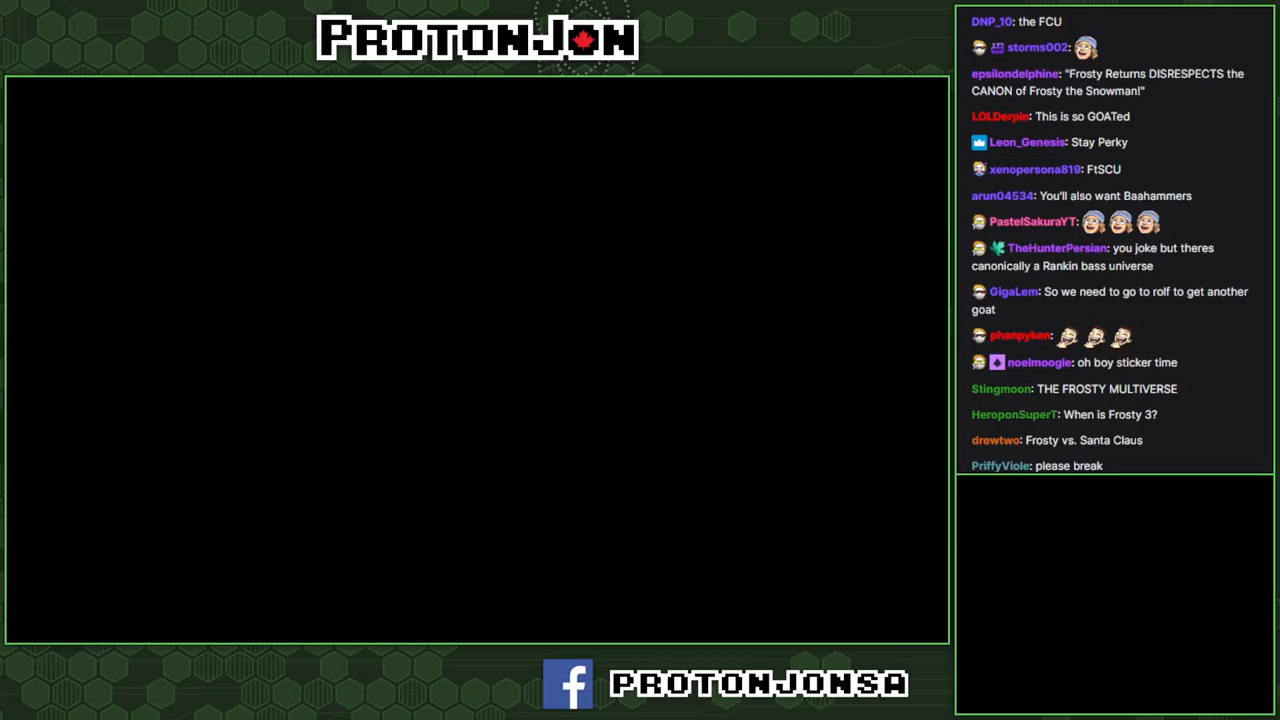 PROTONJON
DNP_10: the FCU
storms002:
epsilondelphine: "Frosty Returns DISRESPECTS the
CANON of Frosty the Snowman!"
LOLDerpin: This is so GOATed
Leon_Genesis: Stay Perky
xenopersona819: FtSCU
arun04534: You'll also want Baahammers
PastelSakuraYT:
TheHunterPersian: you joke but theres
canonically a Rankin bass universe
GigaLem: So we need to go to rolf to get another
goat
phanpyken:
noelmoogle: oh boy sticker time
Stingmoon: THE FROSTY MULTIVERSE
HeroponSuperT: When is Frosty 3?
drewtwo: Frosty vs. Santa Claus
PriffyViole: please break
PROTONJONSA